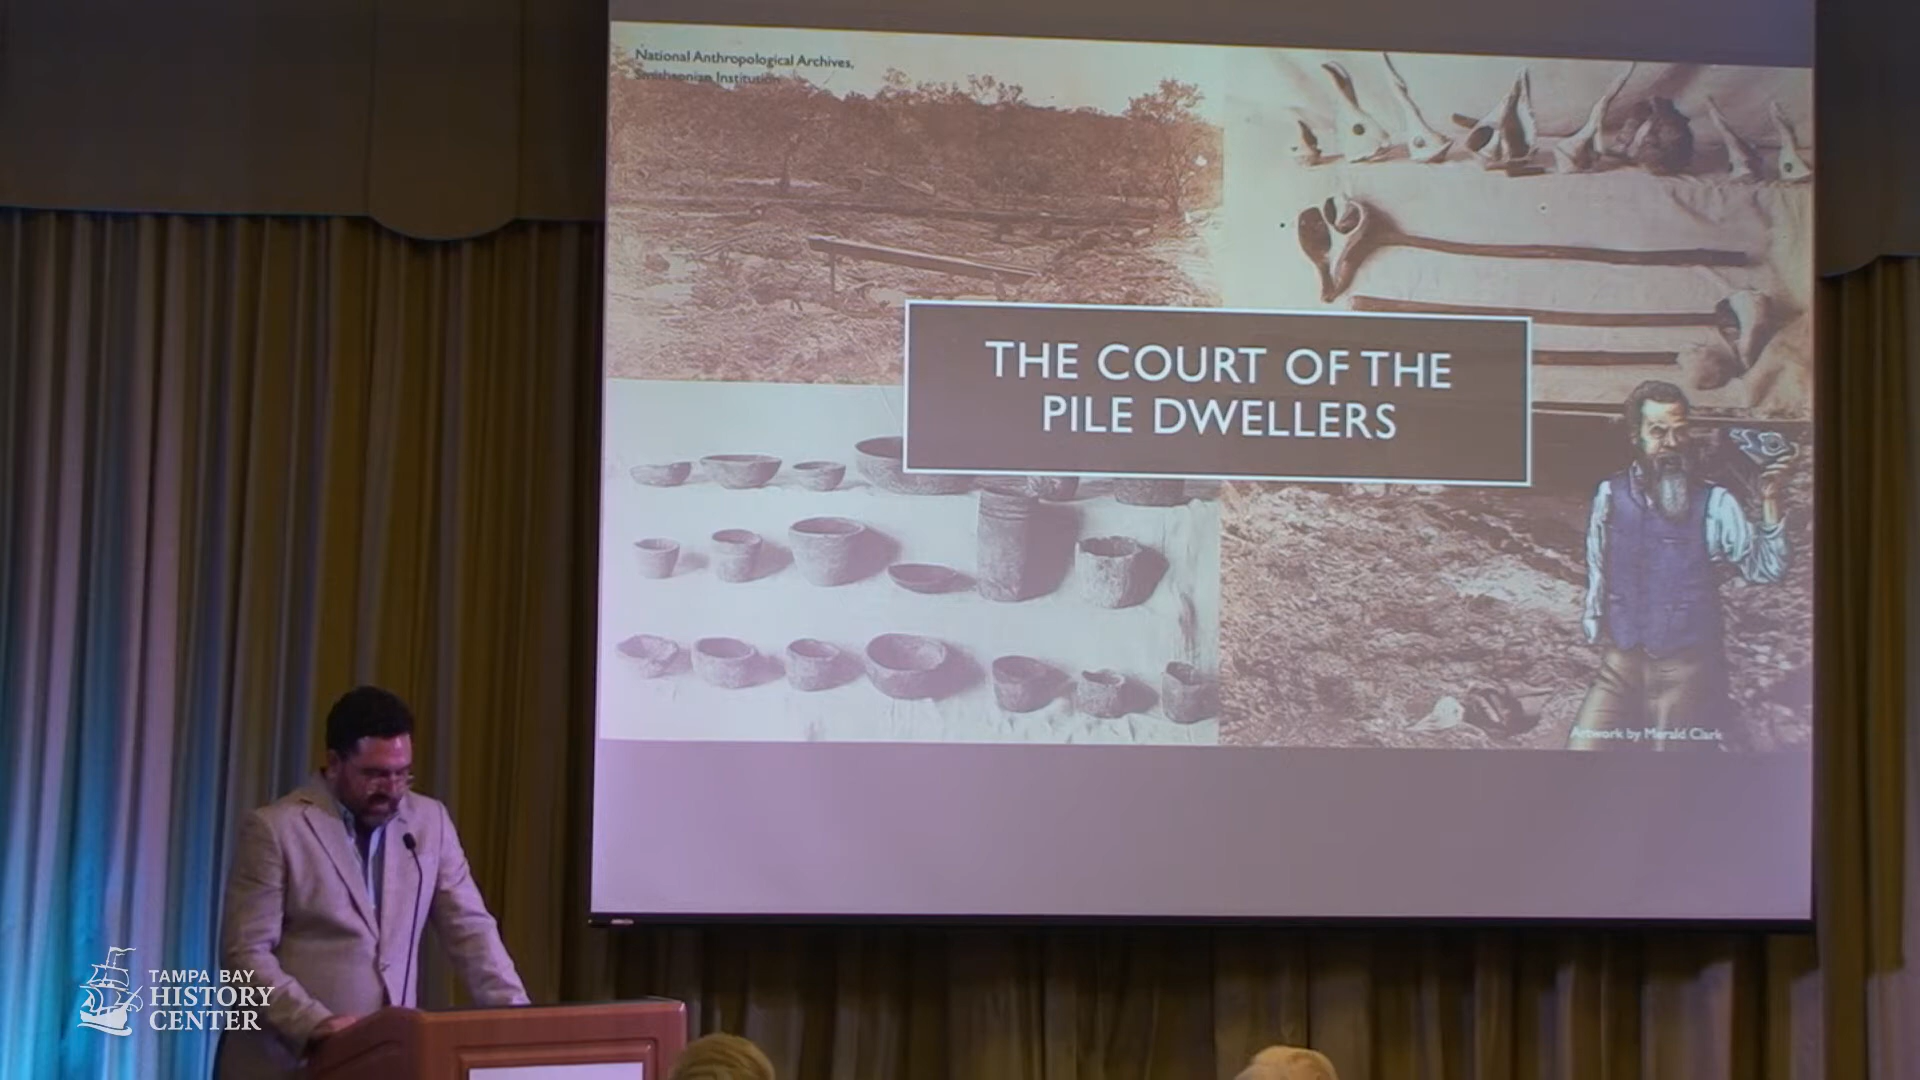 National Anthropological Archives,
Smithsonian Institution
THE COURT OF THE
PILE DWELLERS
Artwork by Merald Clark
TAMPA BAY
HISTORY
CENTER